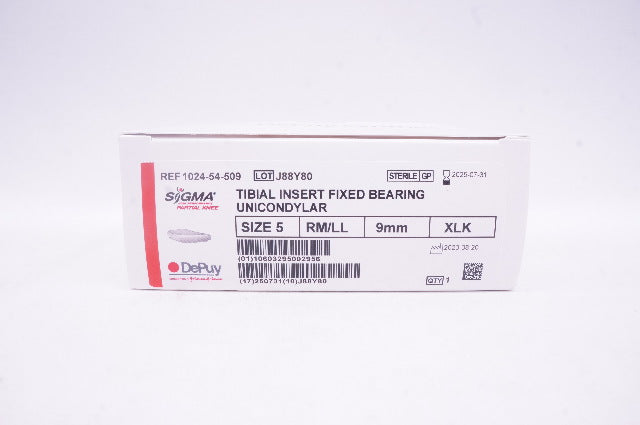 REF 1024-54-509 LOT J88Y80 STERILE GP 2025-07-31
SIGMA®
PARTIAL KNEE
TIBIAL INSERT FIXED BEARING
UNICONDYLAR
SIZE 5 RM/LL 9mm XLK
2023-08-20
(01)10603295002956
DePuy
(17)250731(10)J88Y80
QTY 1